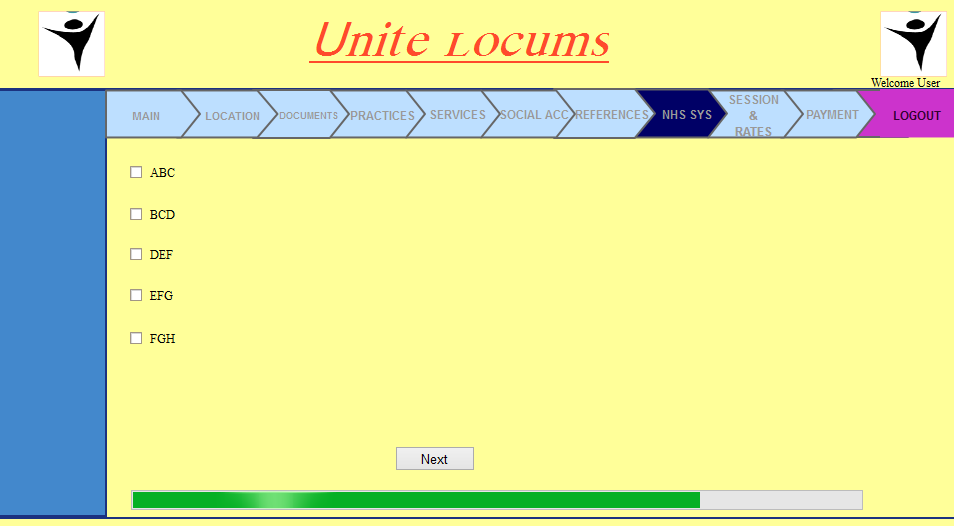 Unite Locums
Welcome User
MAIN
LOCATION
DOCUMENTS
PRACTICES
SERVICES
SOCIAL ACC
REFERENCES
NHS SYS
SESSION
&
RATES
PAYMENT
LOGOUT
ABC
BCD
DEF
EFG
FGH
Next